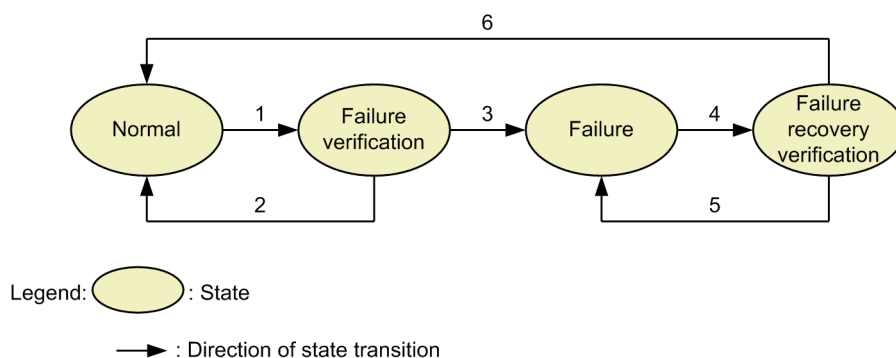 6
Normal
1
Failure
verification
3
Failure
4
Failure
recovery
verification
2
5
Legend:
: State
: Direction of state transition